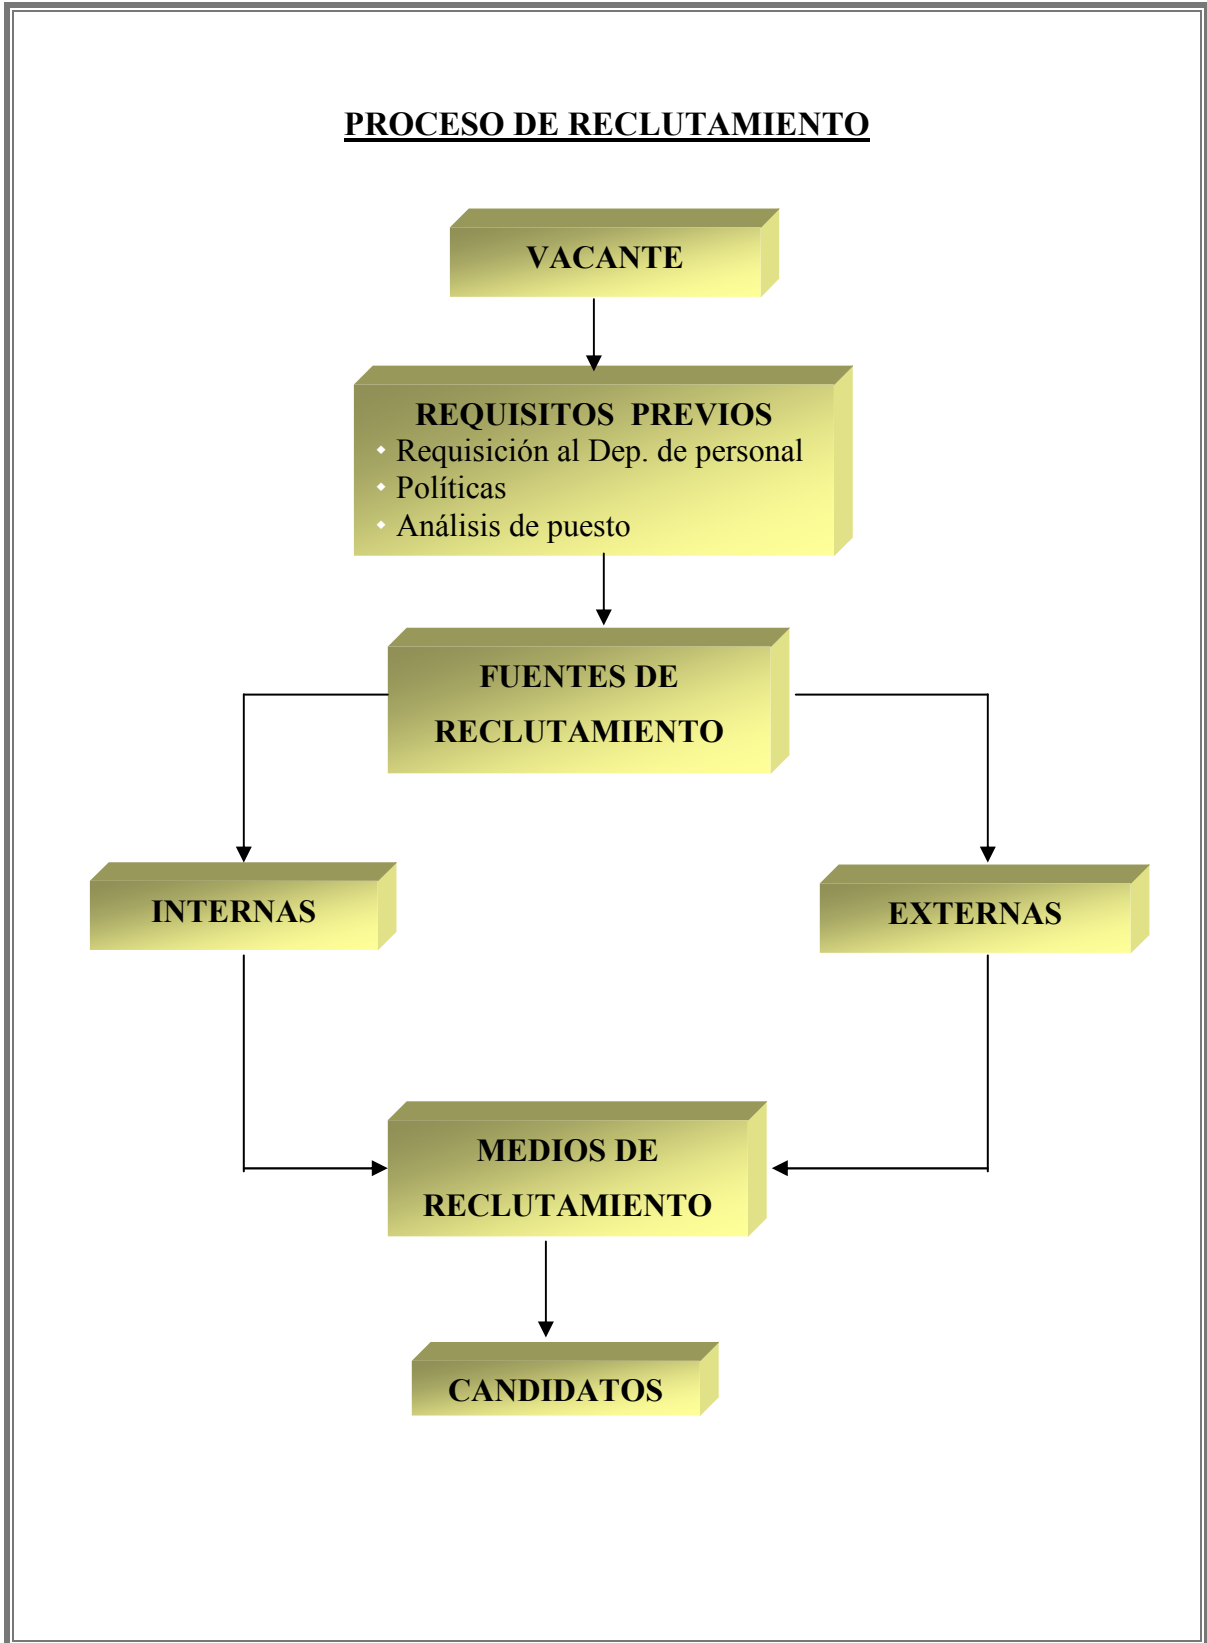 PROCESO DE RECLUTAMIENTO
VACANTE
REQUISITOS PREVIOS
Requisición al Dep. de personal
Políticas
Análisis de puesto
FUENTES DE
RECLUTAMIENTO
INTERNAS
EXTERNAS
MEDIOS DE
RECLUTAMIENTO
CANDIDATOS